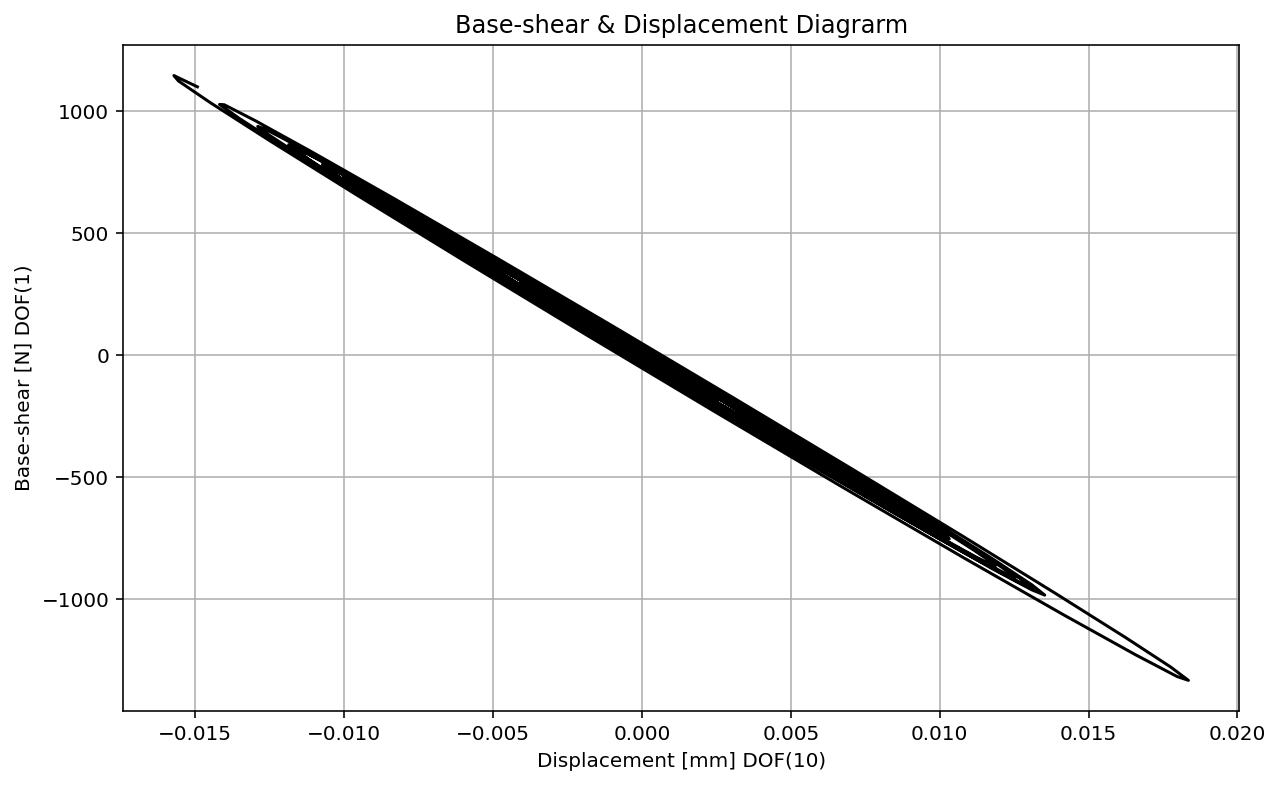 Base-shear & Displacement Diagrarm
1000
500
0
−500
−1000
Base-shear [N] DOF(1)
−0.015 −0.010 −0.005 0.000 0.005 0.010 0.015 0.020
Displacement [mm] DOF(10)